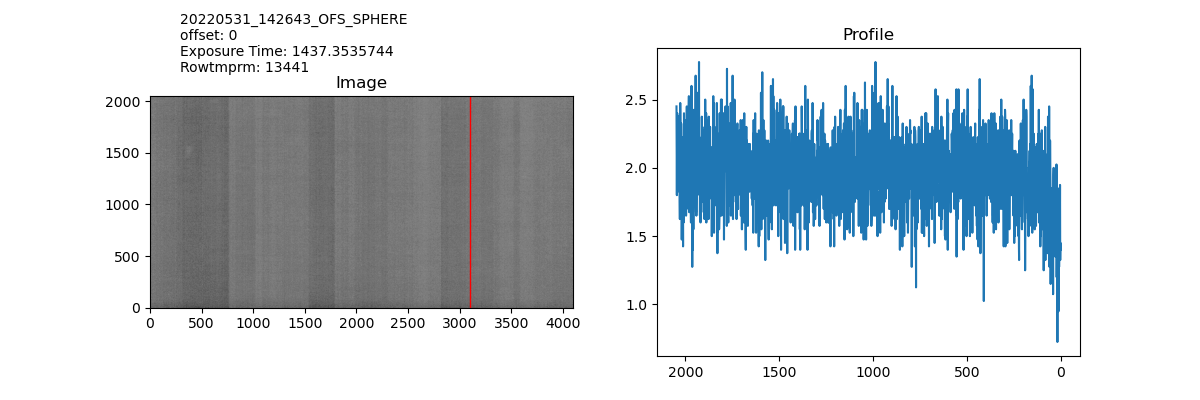 20220531_142643_OFS_SPHERE
offset: 0
Exposure Time: 1437.3535744
Rowtmprm: 13441
Image
2000
1500
1000
500
0
0 500 1000 1500 2000 2500 3000 3500 4000
Profile
2.5
2.0
1.5
1.0
2000 1500 1000 500 0